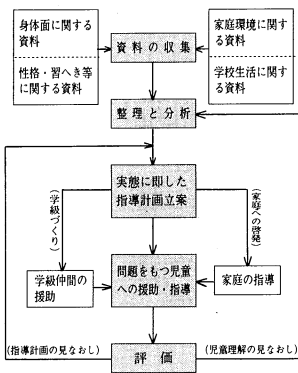 身体面に関する
資料
性格・習へき等
に関する資料
資料の収集
家庭環境に関
する資料
学校生活に関
する資料
整理と分析
実態に即した
指導計画立案
(学級づくり)
(家庭への啓発)
学級仲間の
援助
問題をもつ児童
への援助・指導
家庭の指導
(指導計画の見なおし)
評価
(児童理解の見なおし)